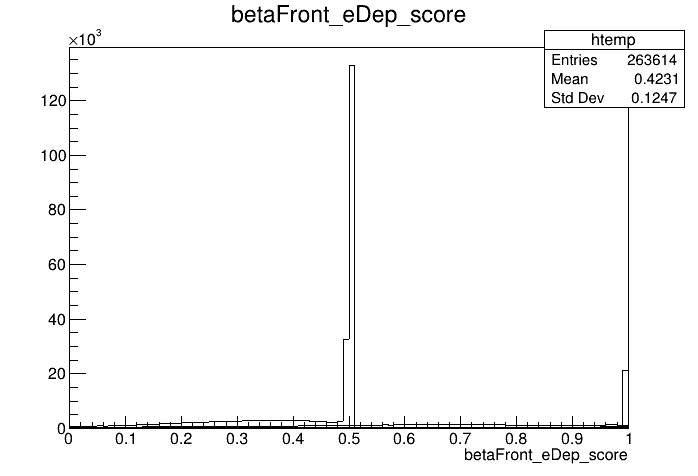 betaFront_eDep_score
×10³
htemp
Entries 263614
Mean 0.4231
Std Dev 0.1247
120
100
80
60
40
20
0
0 0.1 0.2 0.3 0.4 0.5 0.6 0.7 0.8 0.9 1
betaFront_eDep_score